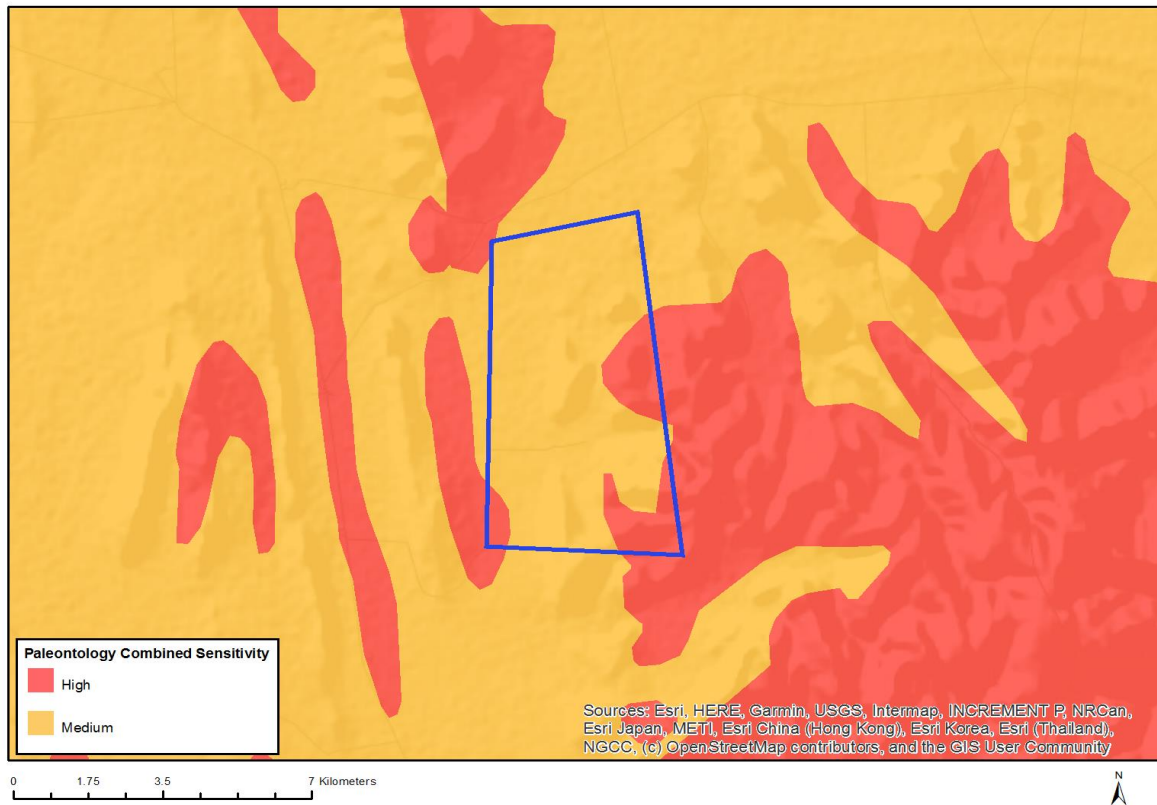 Paleontology Combined Sensitivity
High
Medium
Sources: Esri, HERE, Garmin, USGS, Intermap, INCREMENT P, NRCan,
Esri Japan, METI, Esri China (Hong Kong), Esri Korea, Esri (Thailand),
NGCC, (c) OpenStreetMap contributors, and the GIS User Community
0 1.75 3.5 7 Kilometers
N